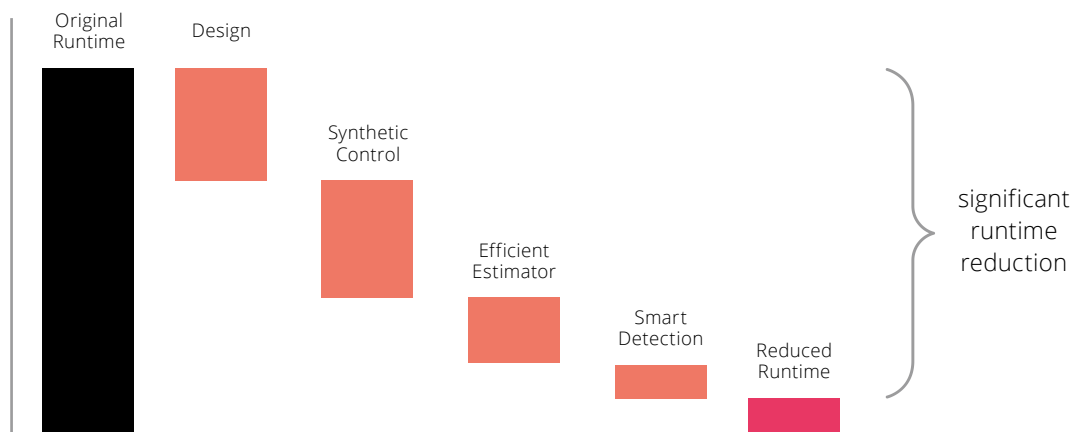 Original
Runtime
Design
Synthetic
Control
Efficient
Estimator
Smart
Detection
Reduced
Runtime
significant
runtime
reduction